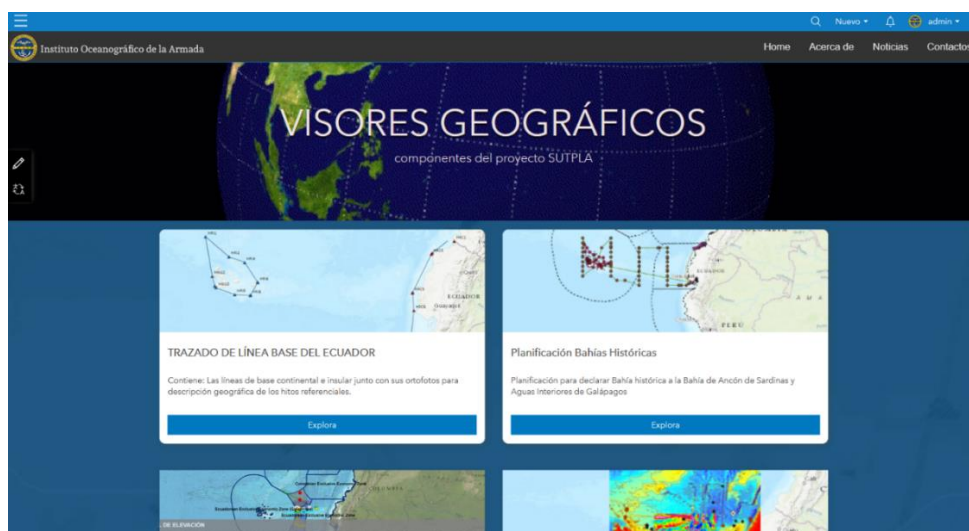 Nuevo
admin
Instituto Oceanográfico de la Armada
Home Acerca de Noticias Contactos
VISORES GEOGRÁFICOS
componentes del proyecto SUTPLA
ECUADOR
Guayaquil
ECUADOR
PERÚ
TRAZADO DE LÍNEA BASE DEL ECUADOR
Contiene: Las líneas de base continental e insular junto con sus ortofotos para
descripción geográfica de los hitos referenciales.
Explora
Planificación Bahías Históricas
Planificación para declarar Bahía histórica a la Bahía de Ancón de Sardinas y
Aguas Interiores de Galápagos
Explora
DE ELEVACIÓN